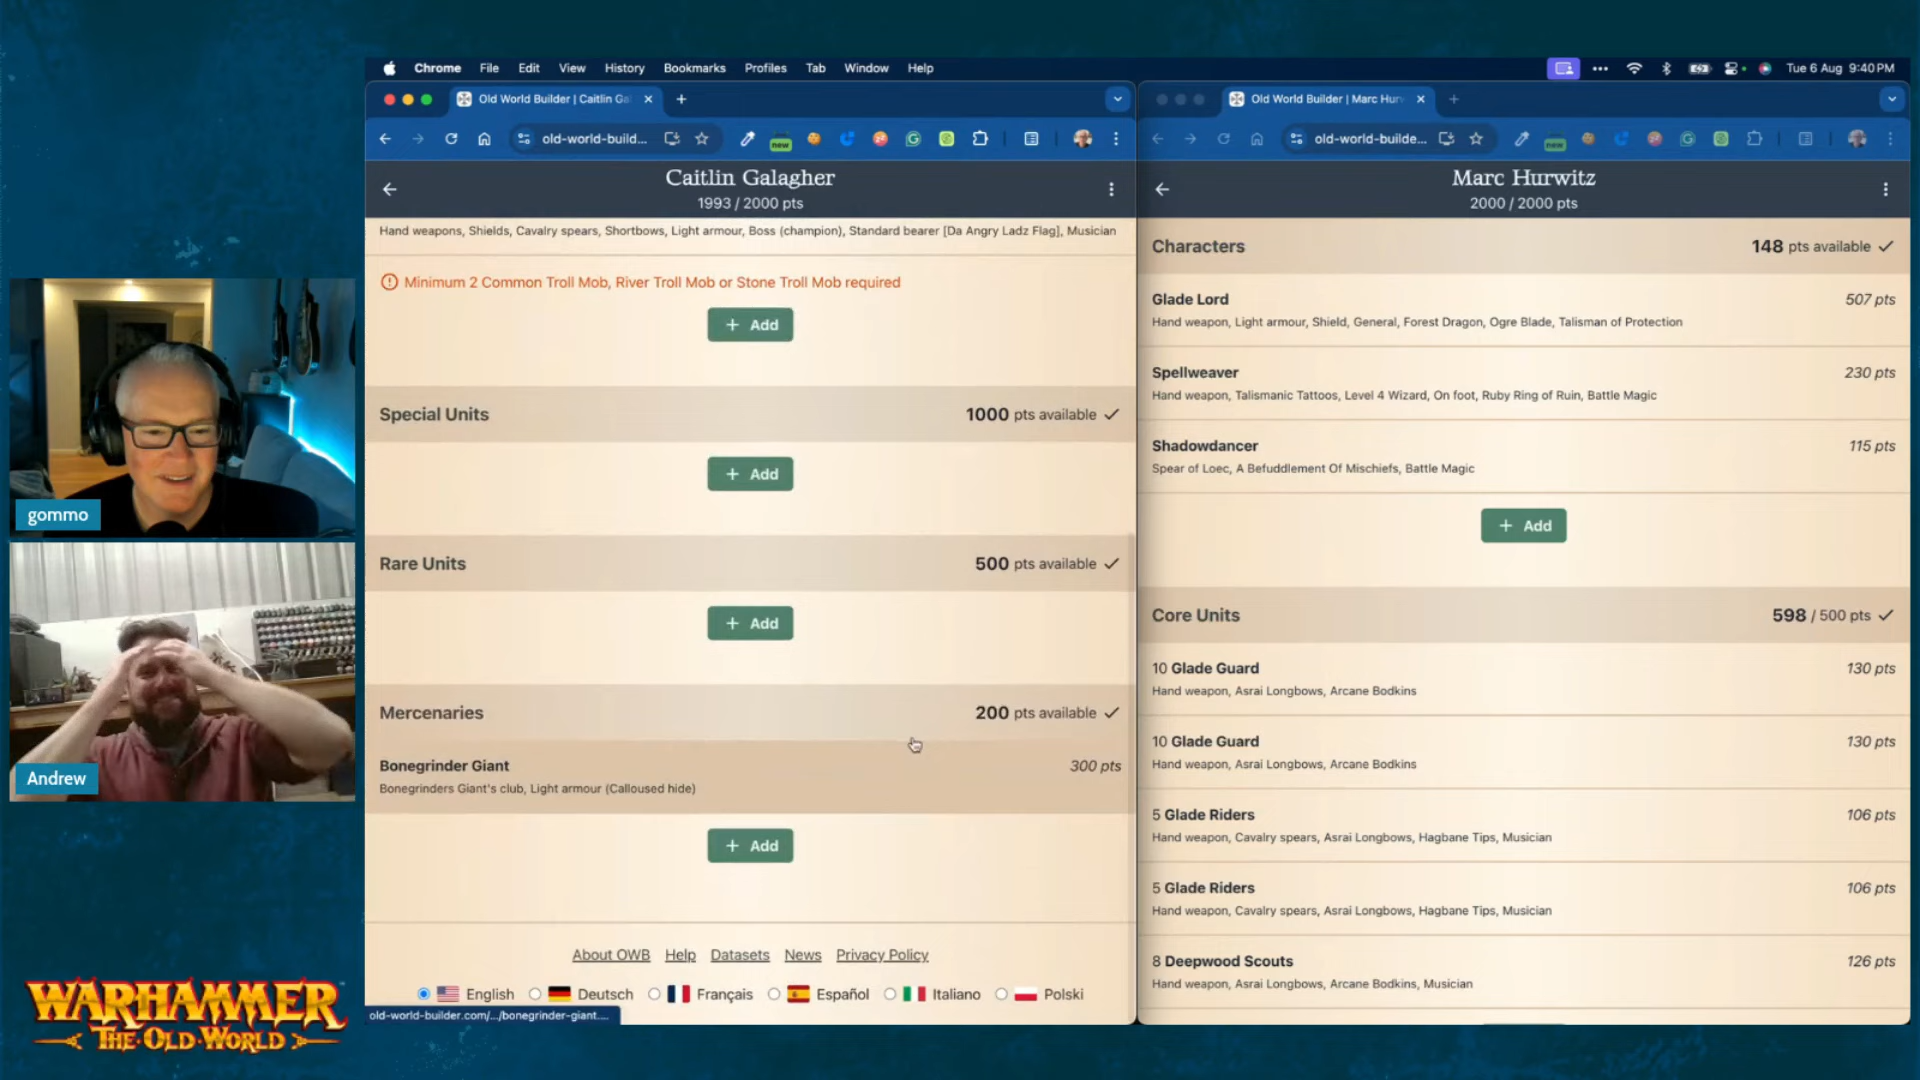 Chrome File Edit View History Bookmarks Profiles Tab Window Help
Tue 6 Aug 9:40 PM
Old World Builder | Caitlin Ga
old-world-build...
new
Caitlin Galagher
1993 / 2000 pts
Hand weapons, Shields, Cavalry spears, Shortbows, Light armour, Boss (champion), Standard bearer [Da Angry Ladz Flag], Musician
Minimum 2 Common Troll Mob, River Troll Mob or Stone Troll Mob required
+ Add
Special Units 1000 pts available
+ Add
Rare Units 500 pts available
+ Add
Mercenaries 200 pts available
Bonegrinder Giant 300 pts
Bonegrinders Giant's club, Light armour (Calloused hide)
+ Add
About OWB Help Datasets News Privacy Policy
English Deutsch Français Español Italiano Polski
old-world-builder.com/.../bonegrinder-giant....
Old World Builder | Marc Hurv
old-world-builde...
new
Marc Hurwitz
2000 / 2000 pts
Characters 148 pts available
Glade Lord 507 pts
Hand weapon, Light armour, Shield, General, Forest Dragon, Ogre Blade, Talisman of Protection
Spellweaver 230 pts
Hand weapon, Talismanic Tattoos, Level 4 Wizard, On foot, Ruby Ring of Ruin, Battle Magic
Shadowdancer 115 pts
Spear of Loec, A Befuddlement Of Mischiefs, Battle Magic
+ Add
Core Units 598 / 500 pts
10 Glade Guard 130 pts
Hand weapon, Asrai Longbows, Arcane Bodkins
10 Glade Guard 130 pts
Hand weapon, Asrai Longbows, Arcane Bodkins
5 Glade Riders 106 pts
Hand weapon, Cavalry spears, Asrai Longbows, Hagbane Tips, Musician
5 Glade Riders 106 pts
Hand weapon, Cavalry spears, Asrai Longbows, Hagbane Tips, Musician
8 Deepwood Scouts 126 pts
Hand weapon, Asrai Longbows, Arcane Bodkins, Musician
gommo
Andrew
WARHAMMER
THE OLD WORLD